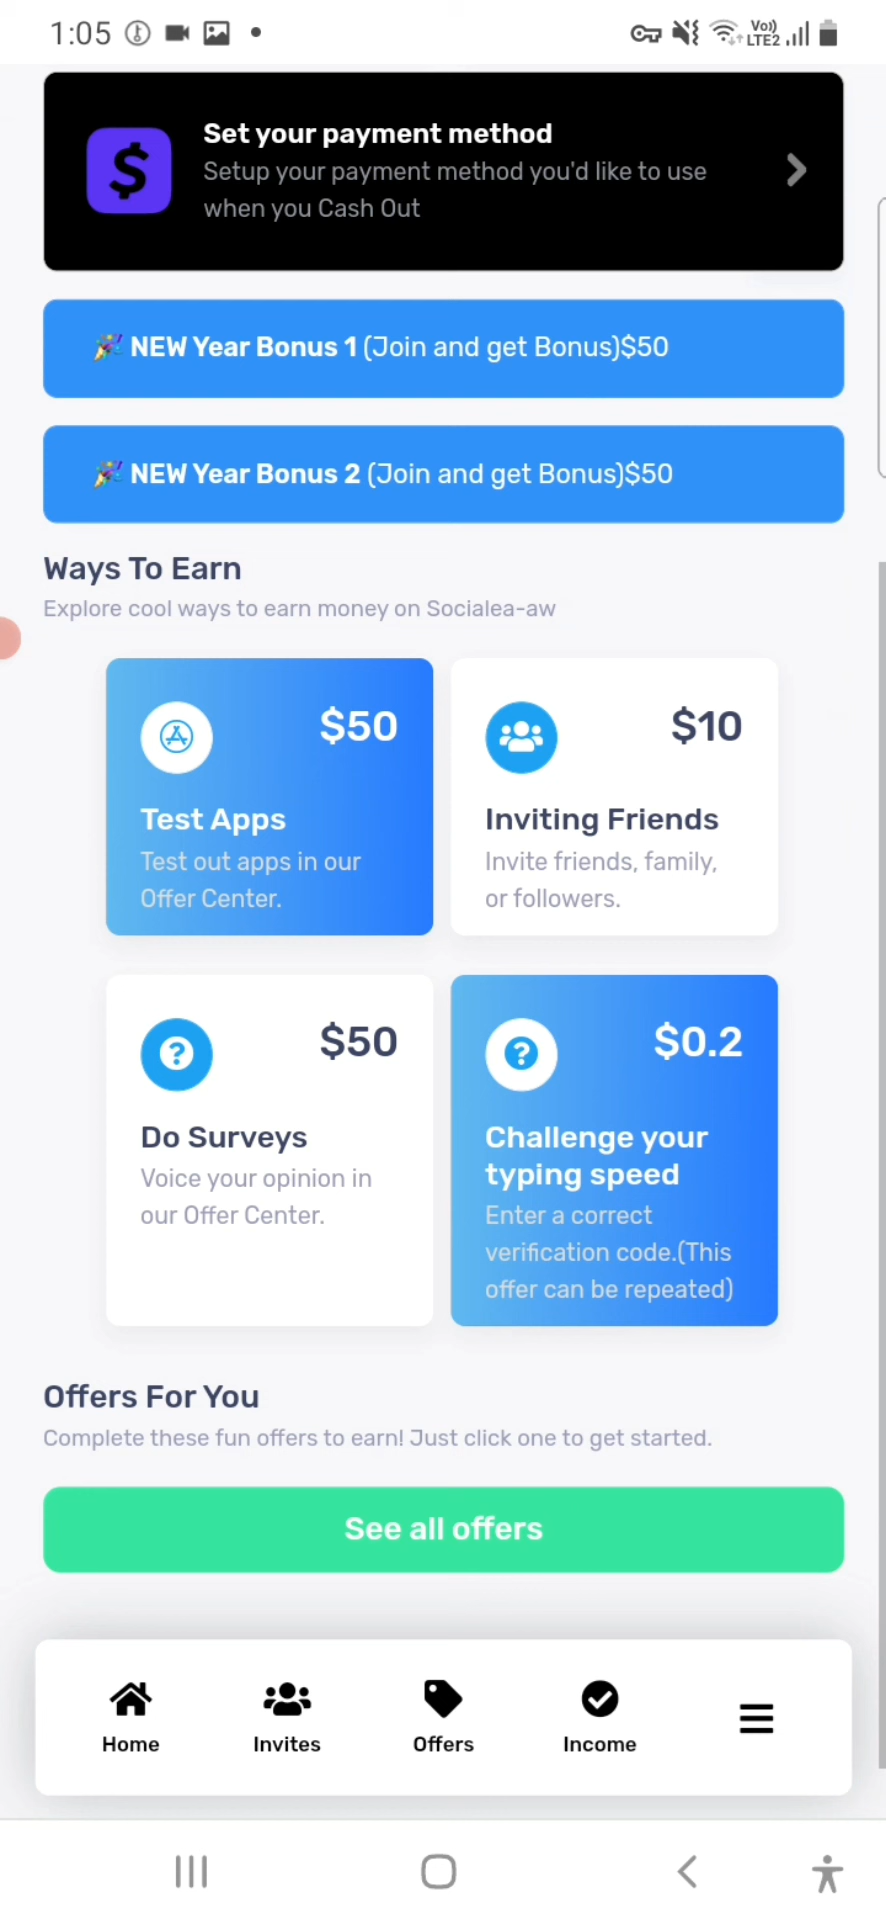 1:05
Vo)) LTE2
Set your payment method
Setup your payment method you'd like to use
when you Cash Out
NEW Year Bonus 1 (Join and get Bonus)$50
NEW Year Bonus 2 (Join and get Bonus)$50
Ways To Earn
Explore cool ways to earn money on Socialea-aw
$50
Test Apps
Test out apps in our
Offer Center.
$10
Inviting Friends
Invite friends, family,
or followers.
$50
Do Surveys
Voice your opinion in
our Offer Center.
$0.2
Challenge your
typing speed
Enter a correct
verification code.(This
offer can be repeated)
Offers For You
Complete these fun offers to earn! Just click one to get started.
See all offers
Home
Invites
Offers
Income